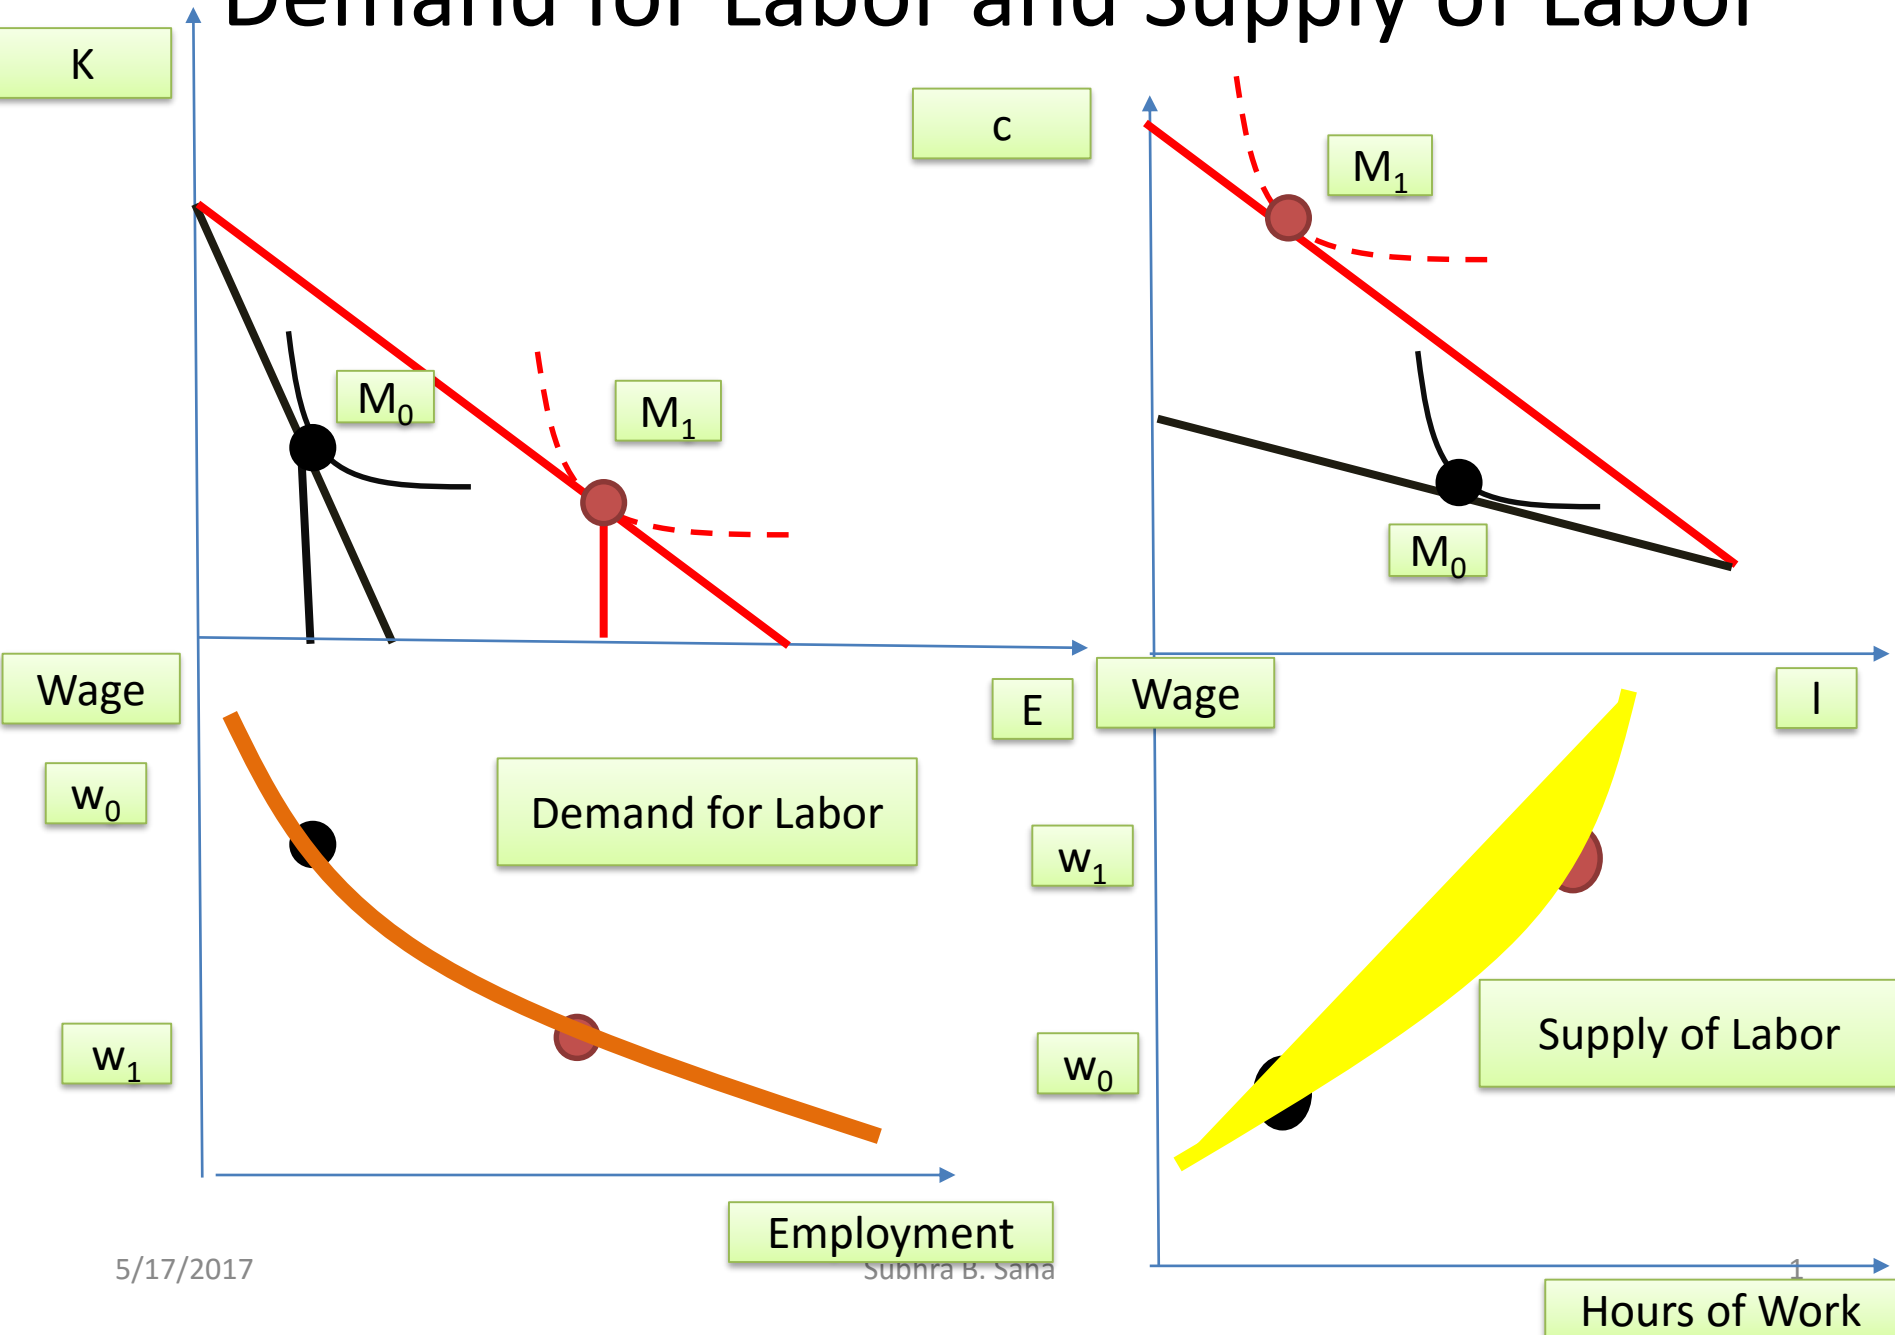 Demand for Labor and Supply of Labor
K
c
M1
M0
M1
M0
Wage
E
Wage
l
w0
Demand for Labor
w1
w1
w0
Supply of Labor
Employment
5/17/2017
Subhra B. Saha
1
Hours of Work